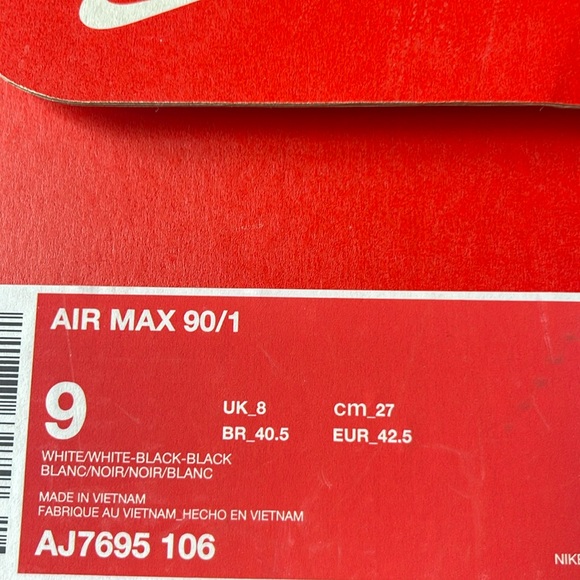 AIR MAX 90/1
9
UK_8 cm_27
BR_40.5 EUR_42.5
WHITE/WHITE-BLACK-BLACK
BLANC/NOIR/NOIR/BLANC
MADE IN VIETNAM
FABRIQUE AU VIETNAM_HECHO EN VIETNAM
AJ7695 106
NIKE